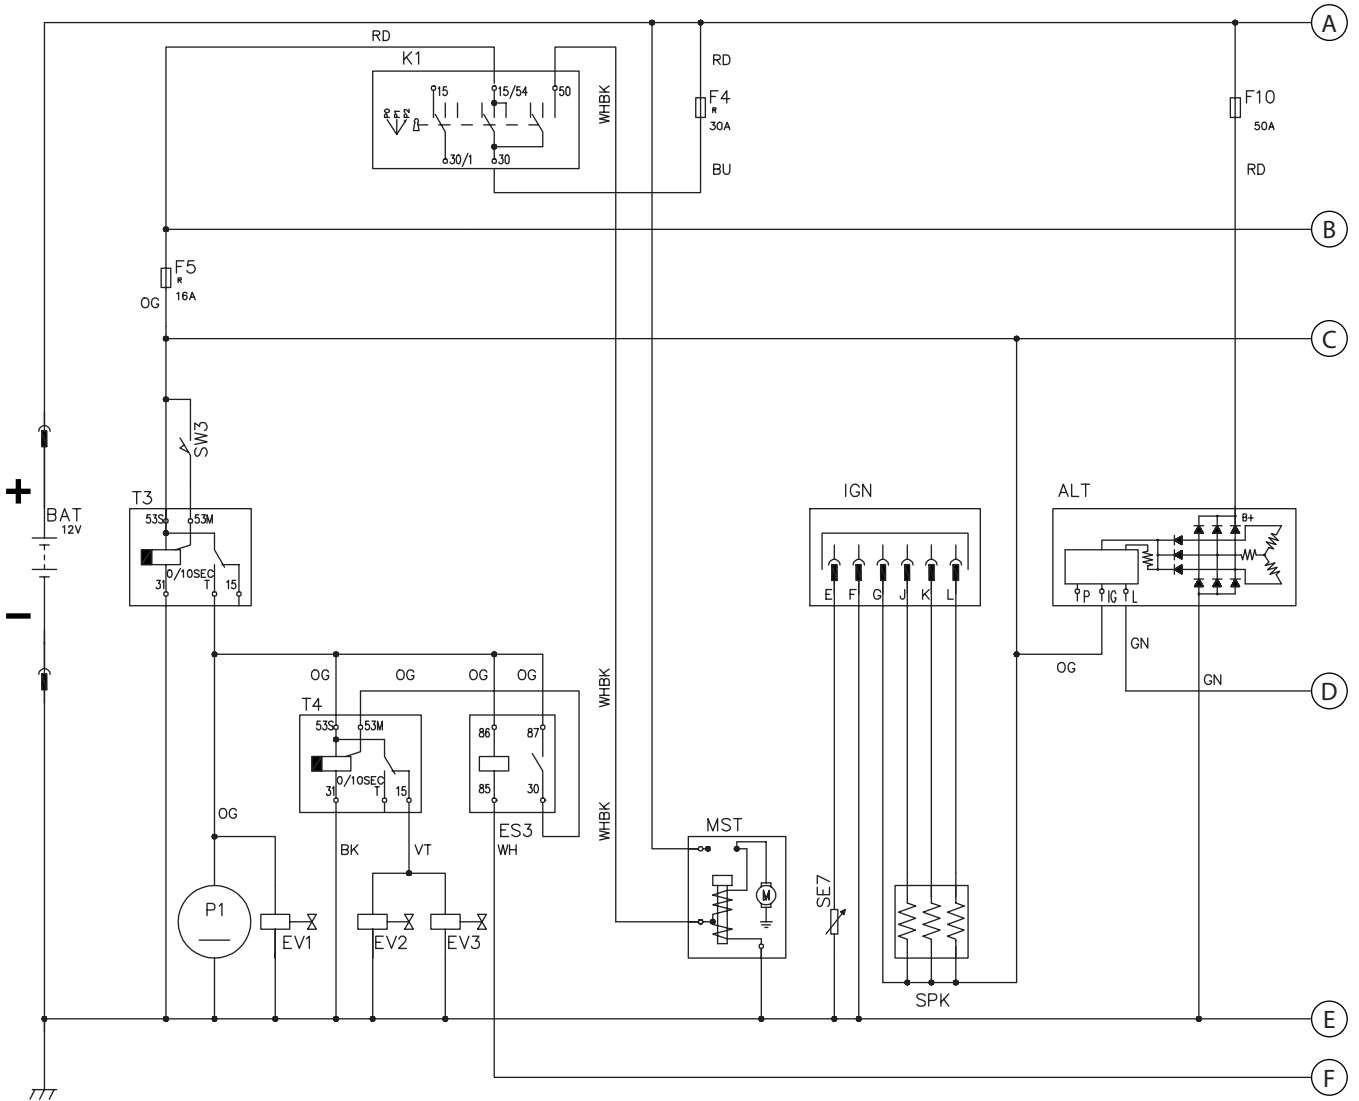 A
RD
K1
RD
15
15/54
50
WHBK
F4
R
30A
F10
50A
P0
P1
P2
30/1
30
BU
RD
B
F5
R
16A
OG
C
SW3
+
BAT
12V
−
T3
53S
53M
0/10SEC
31
T
15
IGN
E
F
G
J
K
L
ALT
B+
P
IG
L
GN
OG
GN
D
OG
OG
OG
OG
WHBK
T4
53S
53M
0/10SEC
31
T
15
86
87
85
30
ES3
OG
BK
VT
WH
WHBK
MST
M
P1
EV1
EV2
EV3
SE7
SPK
E
F